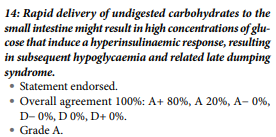 14: Rapid delivery of undigested carbohydrates to the
small intestine might result in high concentrations of glu-
cose that induce a hyperinsulinaemic response, resulting
in subsequent hypoglycaemia and related late dumping
syndrome.
• Statement endorsed.
• Overall agreement 100%: A+ 80%, A 20%, A− 0%,
D− 0%, D 0%, D+ 0%.
• Grade A.